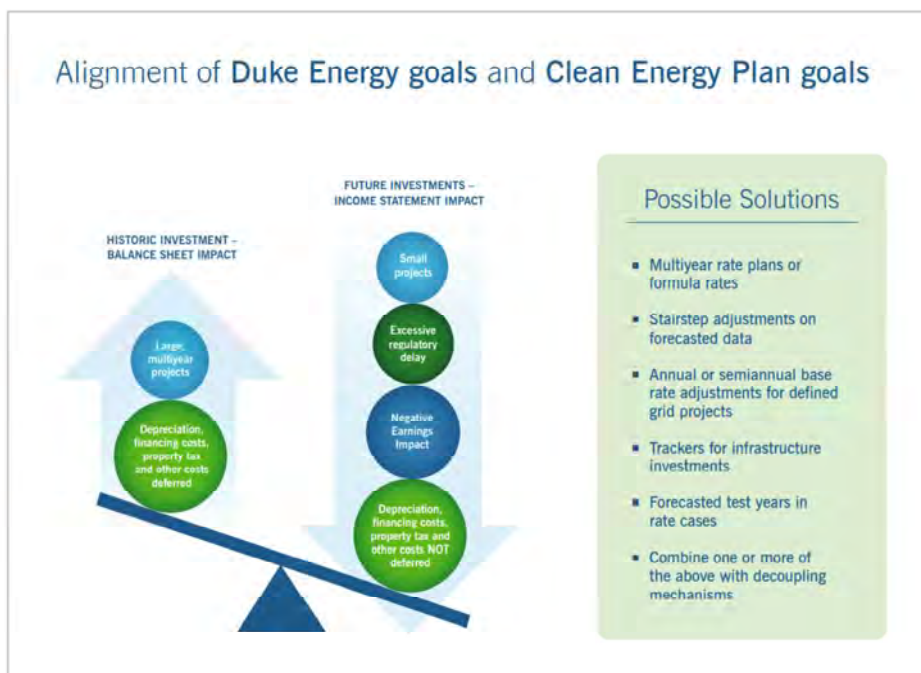 Alignment of Duke Energy goals and Clean Energy Plan goals
HISTORIC INVESTMENT –
BALANCE SHEET IMPACT
Large,
multiyear
projects
Depreciation,
financing costs,
property tax
and other costs
deferred
FUTURE INVESTMENTS –
INCOME STATEMENT IMPACT
Small
projects
Excessive
regulatory
delay
Negative
Earnings
Impact
Depreciation,
financing costs,
property tax and
other costs NOT
deferred
Possible Solutions
▪ Multiyear rate plans or
formula rates
▪ Stairstep adjustments on
forecasted data
▪ Annual or semiannual base
rate adjustments for defined
grid projects
▪ Trackers for infrastructure
investments
▪ Forecasted test years in
rate cases
▪ Combine one or more of
the above with decoupling
mechanisms